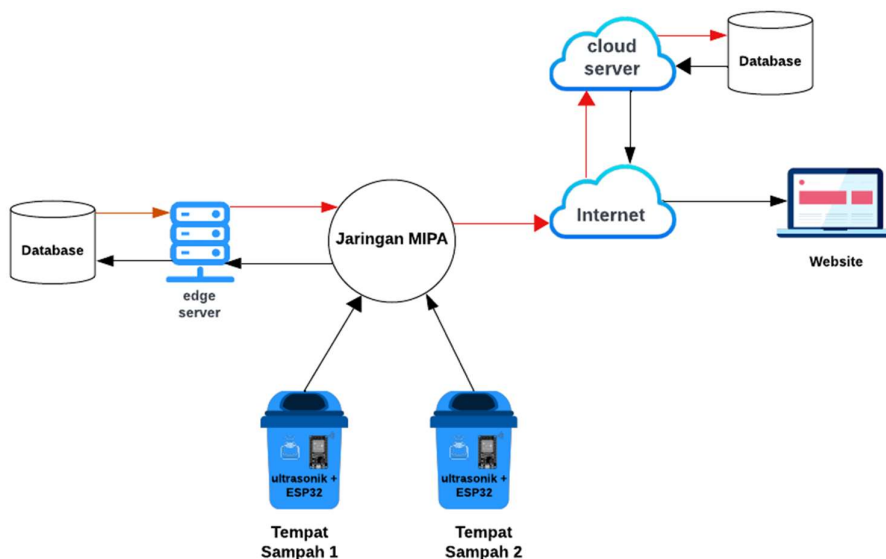 cloud
server
Database
Internet
Website
Jaringan MIPA
Database
edge
server
ultrasonik +
ESP32
ultrasonik +
ESP32
Tempat
Sampah 1
Tempat
Sampah 2